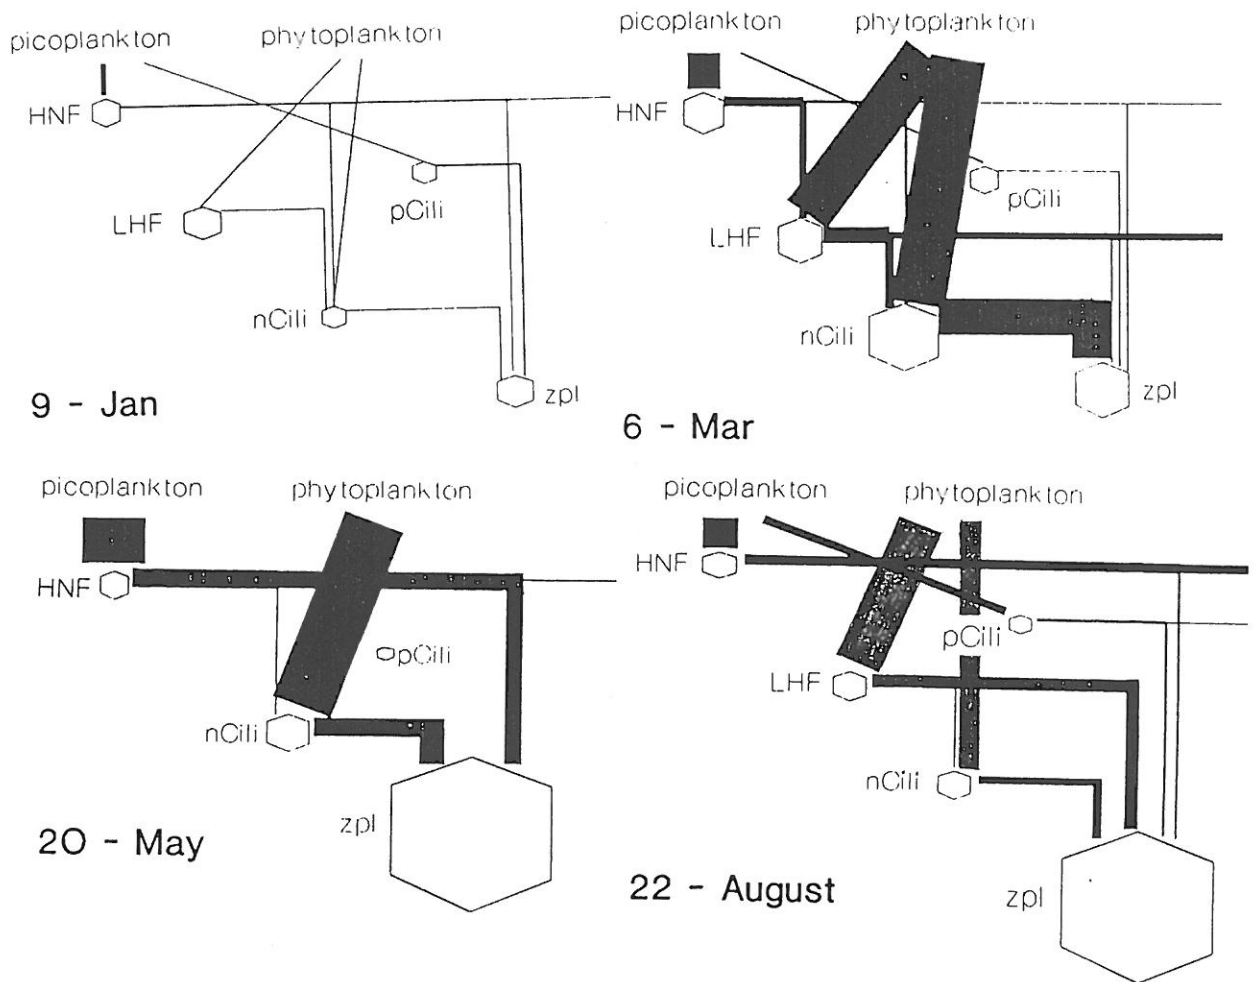 picoplankton
phytoplankton
HNF
pCili
LHF
nCili
zpl
9 - Jan
picoplankton
phytoplankton
HNF
pCili
LHF
nCili
zpl
6 - Mar
picoplankton
phytoplankton
HNF
pCili
nCili
zpl
20 - May
picoplankton
phytoplankton
HNF
pCili
LHF
nCili
zpl
22 - August